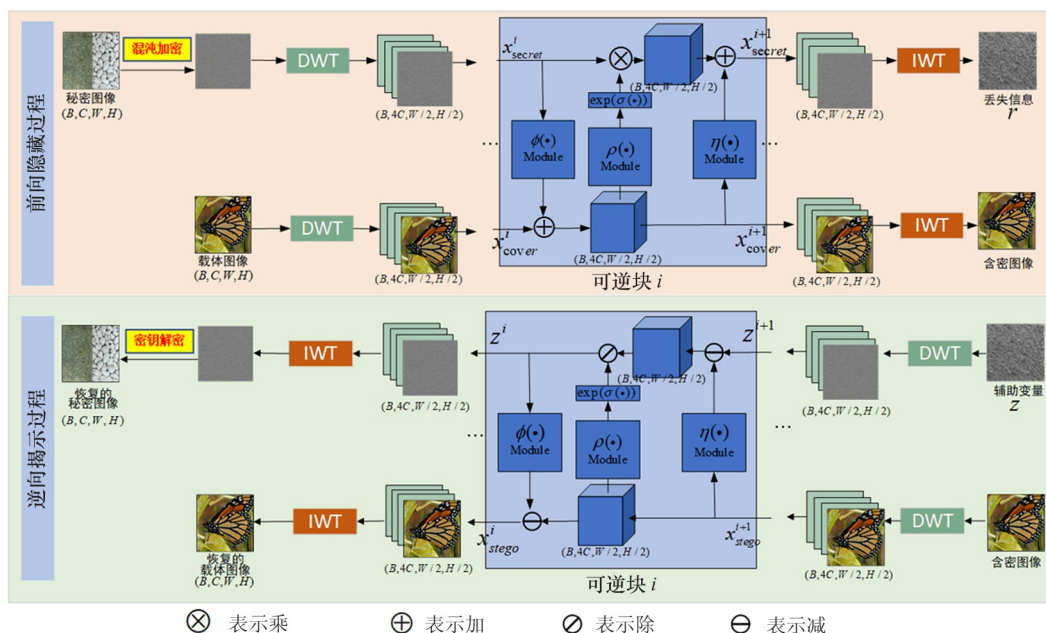 前向隐藏过程
混沌加密
秘密图像
(B,C,W,H)
DWT
(B,4C,W/2,H/2)
x^i_secret
(B,4C,W/2,H/2)
exp(σ(•))
ϕ(•)
Module
ρ(•)
Module
η(•)
Module
...
...
x^{i+1}_secret
(B,4C,W/2,H/2)
IWT
丢失信息
r
载体图像
(B,C,W,H)
DWT
(B,4C,W/2,H/2)
x^i_cover
(B,4C,W/2,H/2)
x^{i+1}_cover
(B,4C,W/2,H/2)
IWT
含密图像
可逆块 i
逆向揭示过程
密钥解密
恢复的
秘密图像
(B,C,W,H)
IWT
(B,4C,W/2,H/2)
z^i
(B,4C,W/2,H/2)
exp(σ(•))
ϕ(•)
Module
ρ(•)
Module
η(•)
Module
...
...
z^{i+1}
(B,4C,W/2,H/2)
DWT
辅助变量
z
恢复的
载体图像
(B,C,W,H)
IWT
(B,4C,W/2,H/2)
x^i_stego
(B,4C,W/2,H/2)
x^{i+1}_stego
(B,4C,W/2,H/2)
DWT
含密图像
可逆块 i
⊗ 表示乘 ⊕ 表示加 ⊘ 表示除 ⊖ 表示减